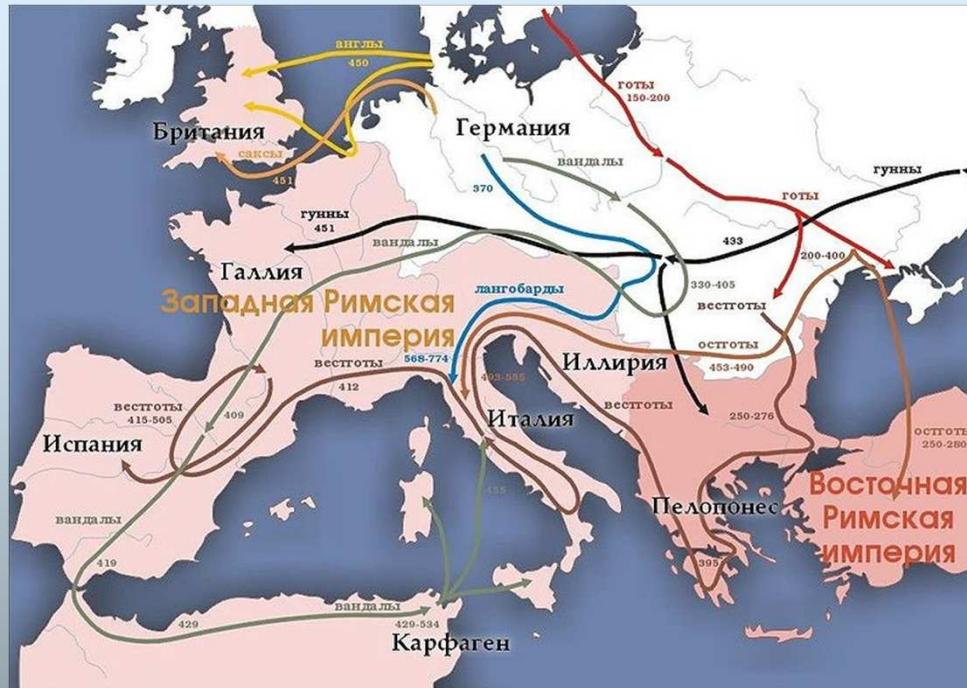 англы
450
готы
150-200
Британия
Германия
саксы
451
вандалы
370
гунны
гунны
451
готы
вандалы
433
200-400
Галлия
330-405
вестготы
лангобарды
Западная Римская
империя
остготы
453-490
вестготы
412
568-774
Иллирия
493-555
вестготы
415-505
409
Италия
вестготы
250-276
остготы
250-280
Испания
455
Восточная
Римская
империя
Пелопонес
вандалы
395
419
вандалы
429
429-534
Карфаген